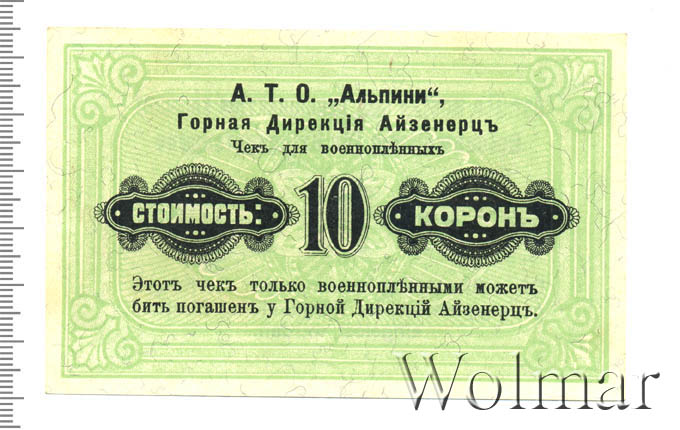 А. Т. О. „Альпини“,
Горная Дирекція Айзенерцъ
Чекъ для военноплѣнныхъ
СТОИМОСТЬ: 10 КОРОНЪ
Этотъ чекъ только военноплѣнными можетъ
бить погашенъ у Горной Дирекцій Айзенерцъ.
Wolmar